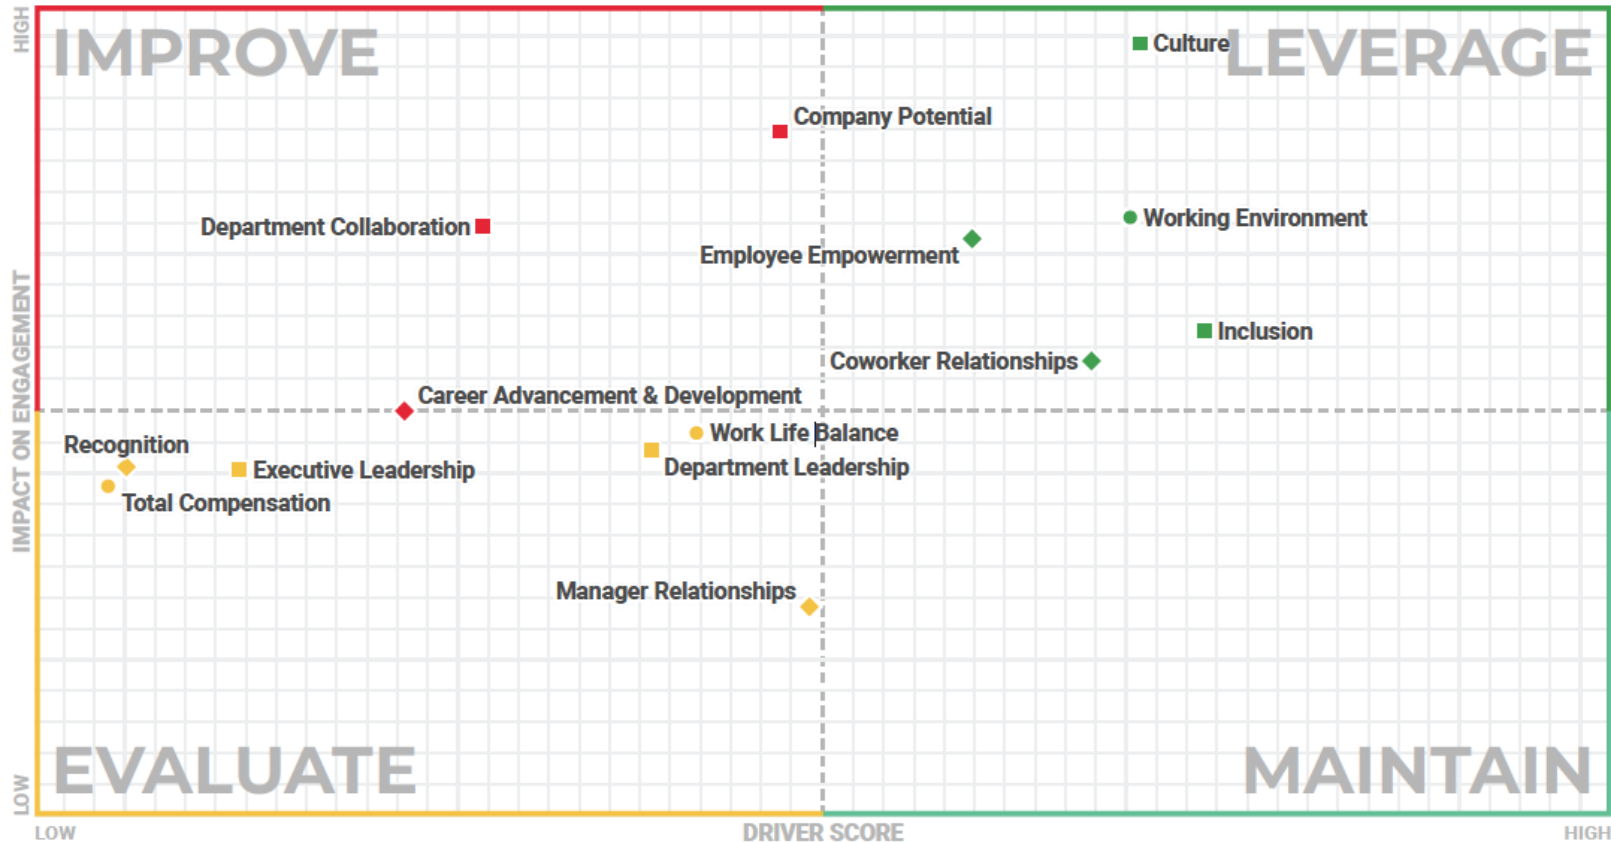 HIGH
IMPROVE
LEVERAGE
Culture
Company Potential
Department Collaboration
Working Environment
Employee Empowerment
Inclusion
Coworker Relationships
IMPACT ON ENGAGEMENT
Career Advancement & Development
Work Life Balance
Recognition
Department Leadership
Executive Leadership
Total Compensation
Manager Relationships
EVALUATE
MAINTAIN
LOW
LOW
DRIVER SCORE
HIGH